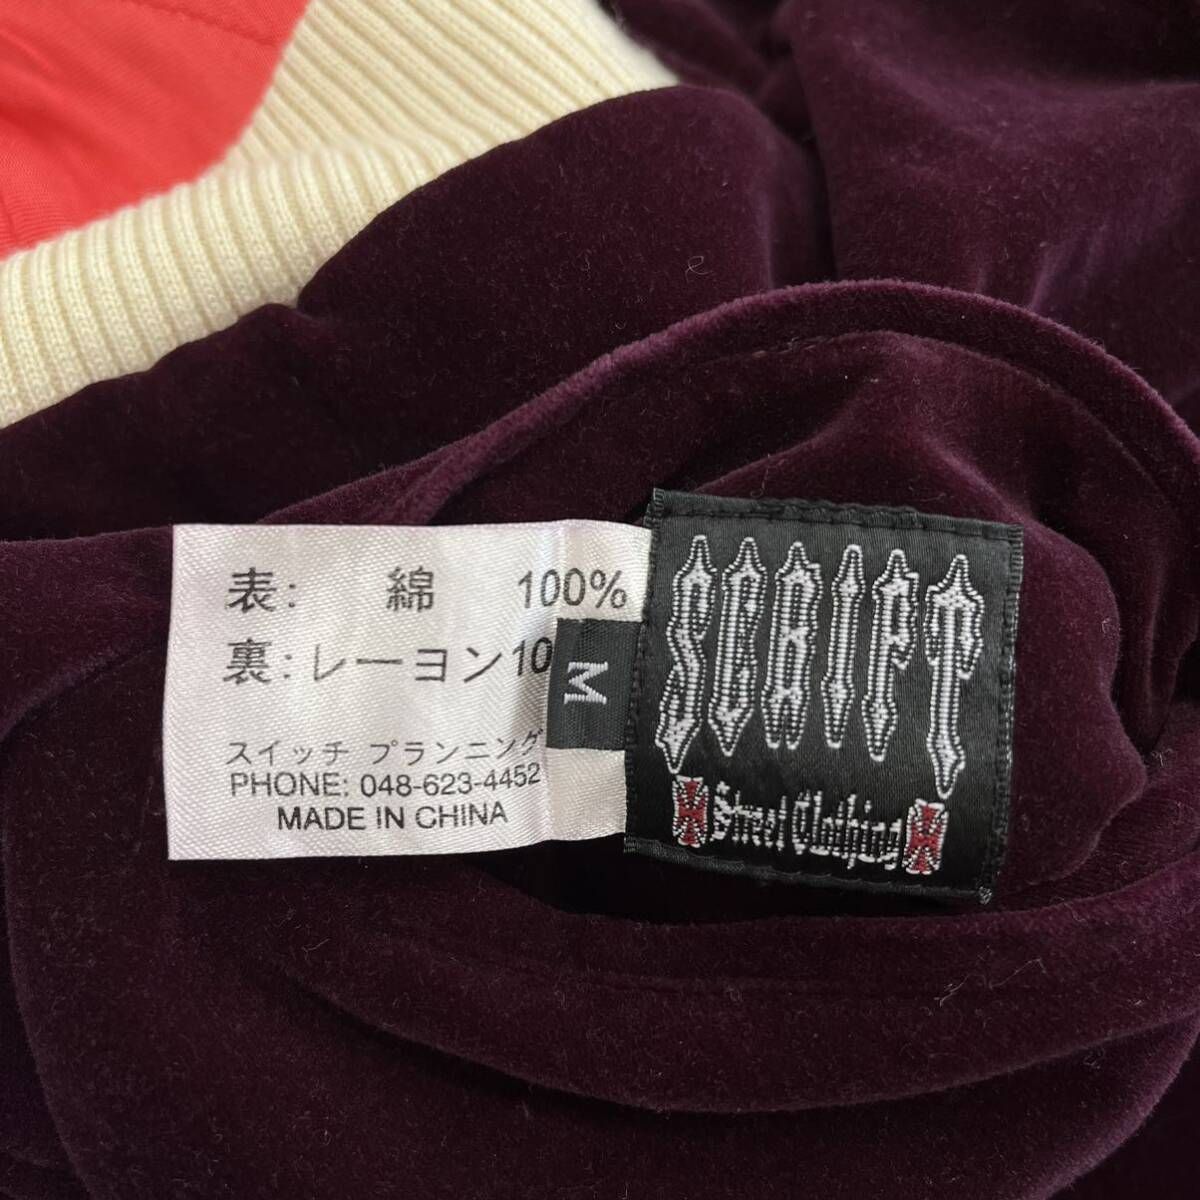 表: 綿 100%
裏: レーヨン10
スイッチ プランニング
PHONE: 048-623-4452
MADE IN CHINA
M
SCRIPT
Street Clothing